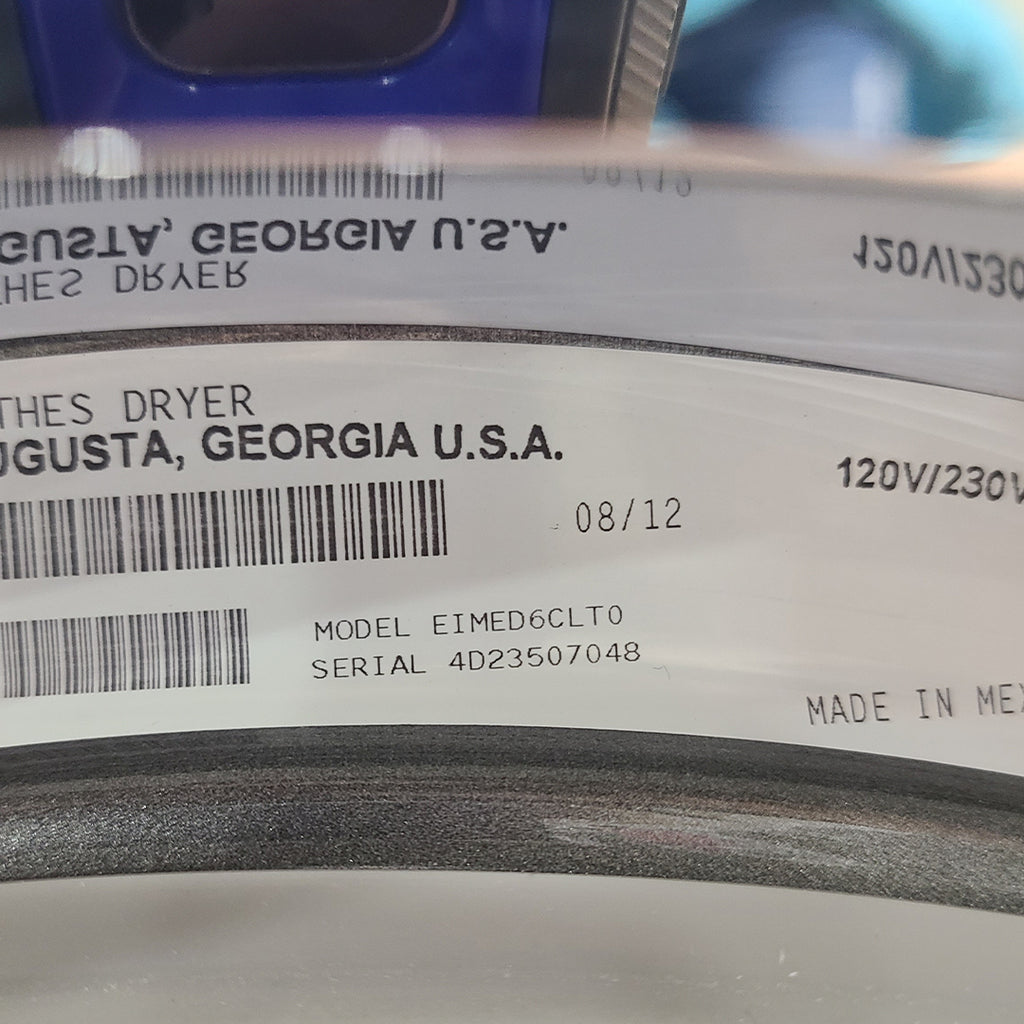 THES DRYER
UGUSTA, GEORGIA U.S.A.
120V/230V
08/12
MODEL EIMED6CLT0
SERIAL 4D23507048
MADE IN MEX